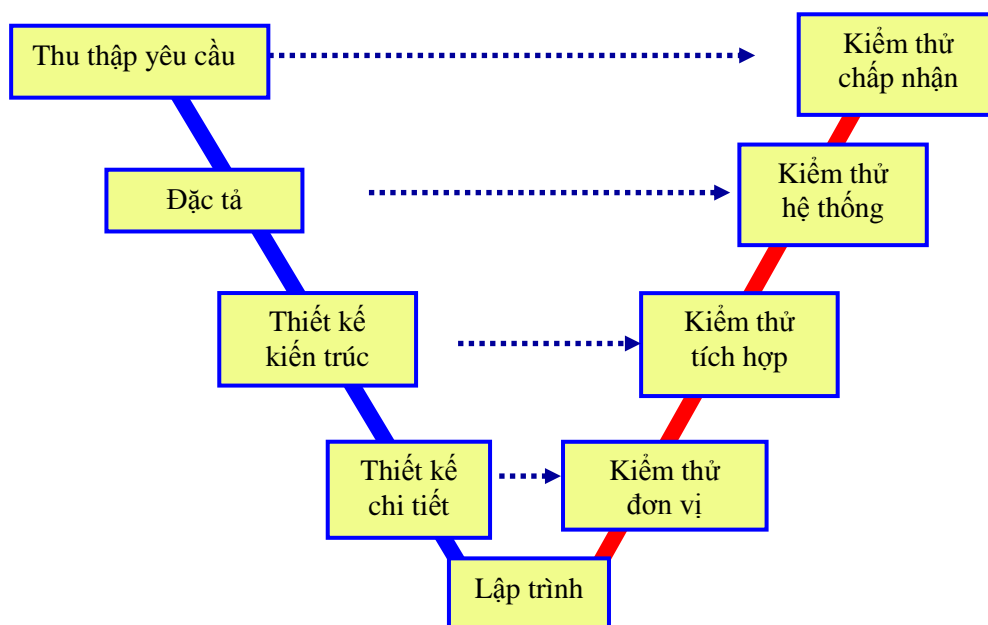 Thu thập yêu cầu
Kiểm thử
chấp nhận
Đặc tả
Kiểm thử
hệ thống
Thiết kế
kiến trúc
Kiểm thử
tích hợp
Thiết kế
chi tiết
Kiểm thử
đơn vị
Lập trình